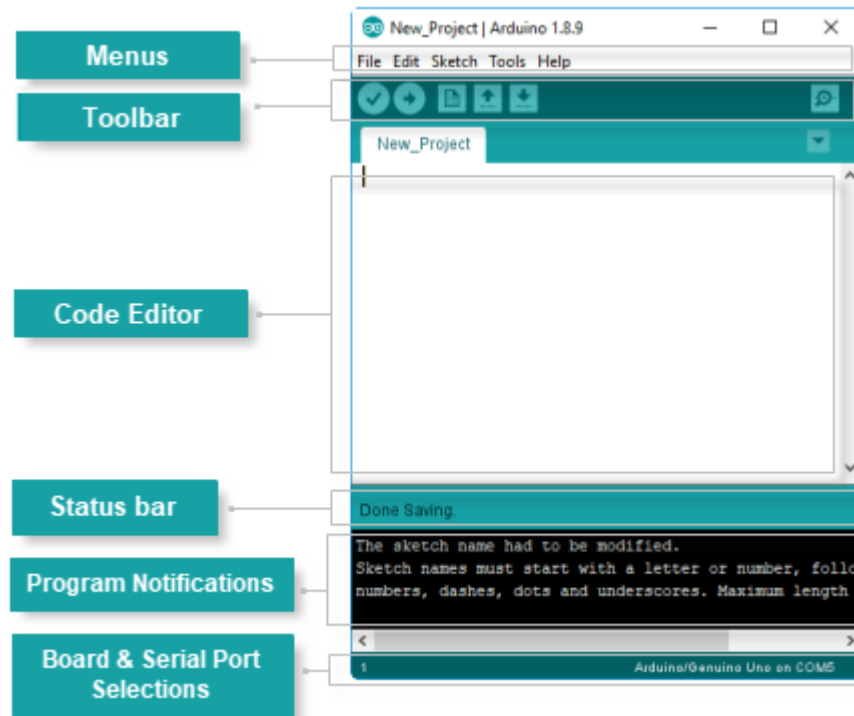 New_Project | Arduino 1.8.9
Menus
File Edit Sketch Tools Help
Toolbar
New_Project
Code Editor
Status bar
Done Saving.
The sketch name had to be modified.
Sketch names must start with a letter or number, follo
numbers, dashes, dots and underscores. Maximum length
Program Notifications
Board & Serial Port
Selections
1
Arduino/Genuino Uno on COM5